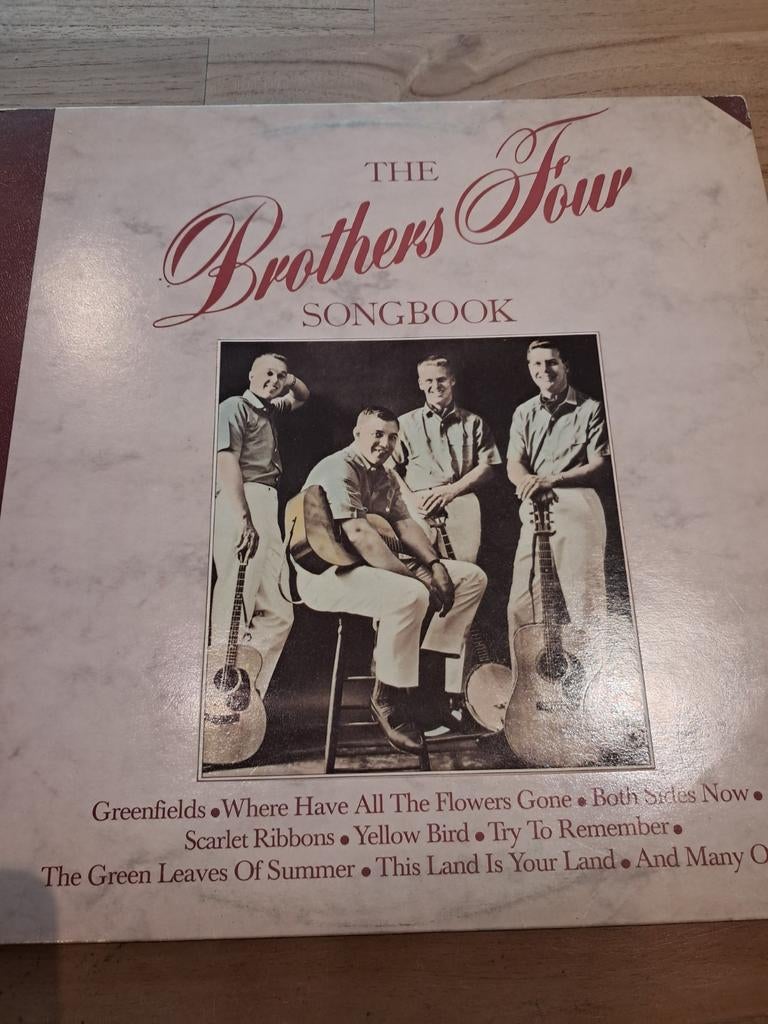 THE
Brothers Four
SONGBOOK
Greenfields • Where Have All The Flowers Gone • Both Sides Now •
Scarlet Ribbons • Yellow Bird • Try To Remember •
The Green Leaves Of Summer • This Land Is Your Land • And Many